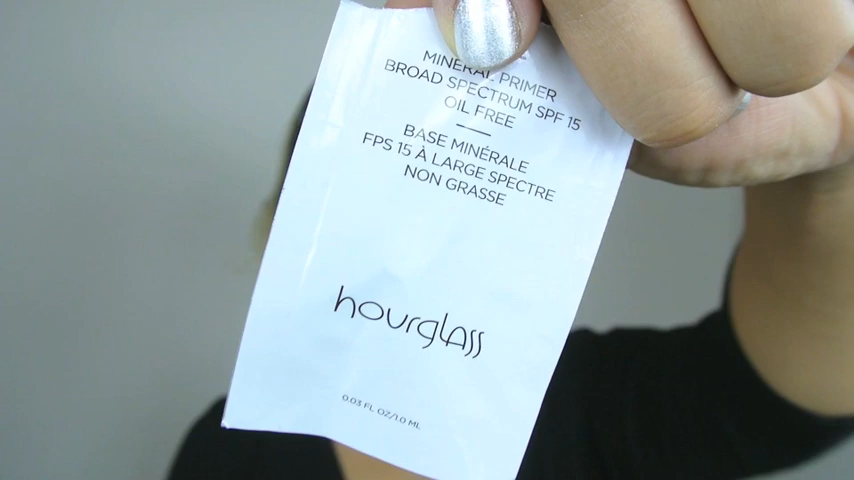 MINERAL PRIMER
BROAD SPECTRUM SPF 15
OIL FREE
BASE MINÉRALE
FPS 15 À LARGE SPECTRE
NON GRASSE
hourglass
0.03 FL OZ/1.0 ML